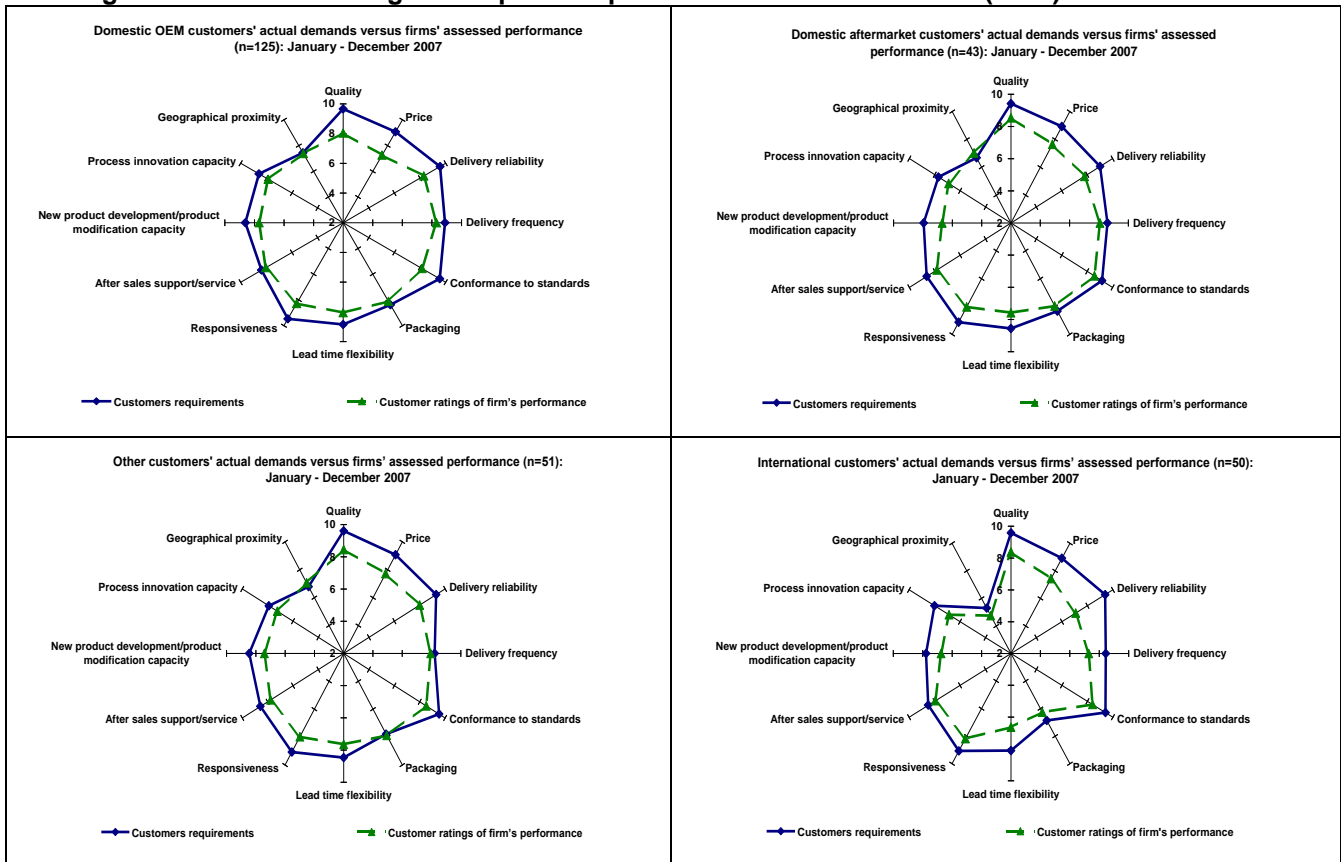 Domestic OEM customers' actual demands versus firms' assessed performance
(n=125): January - December 2007
Quality
10
Geographical proximity
Price
8
Process innovation capacity
6
Delivery reliability
4
New product development/product
modification capacity
2
Delivery frequency
After sales support/service
Conformance to standards
Responsiveness
Packaging
Lead time flexibility
Customers requirements
Customer ratings of firm's performance
Domestic aftermarket customers' actual demands versus firms' assessed
performance (n=43): January - December 2007
Quality
10
Geographical proximity
Price
8
Process innovation capacity
6
Delivery reliability
4
New product development/product
modification capacity
2
Delivery frequency
After sales support/service
Conformance to standards
Responsiveness
Packaging
Lead time flexibility
Customers requirements
Customer ratings of firm's performance
Other customers' actual demands versus firms’ assessed performance (n=51):
January - December 2007
Quality
10
Geographical proximity
Price
8
Process innovation capacity
6
Delivery reliability
4
New product development/product
modification capacity
2
Delivery frequency
After sales support/service
Conformance to standards
Responsiveness
Packaging
Lead time flexibility
Customers requirements
Customer ratings of firm's performance
International customers' actual demands versus firms’ assessed performance (n=50):
January - December 2007
Quality
10
Geographical proximity
Price
8
Process innovation capacity
6
Delivery reliability
4
New product development/product
modification capacity
2
Delivery frequency
After sales support/service
Conformance to standards
Responsiveness
Packaging
Lead time flexibility
Customers requirements
Customer ratings of firm's performance